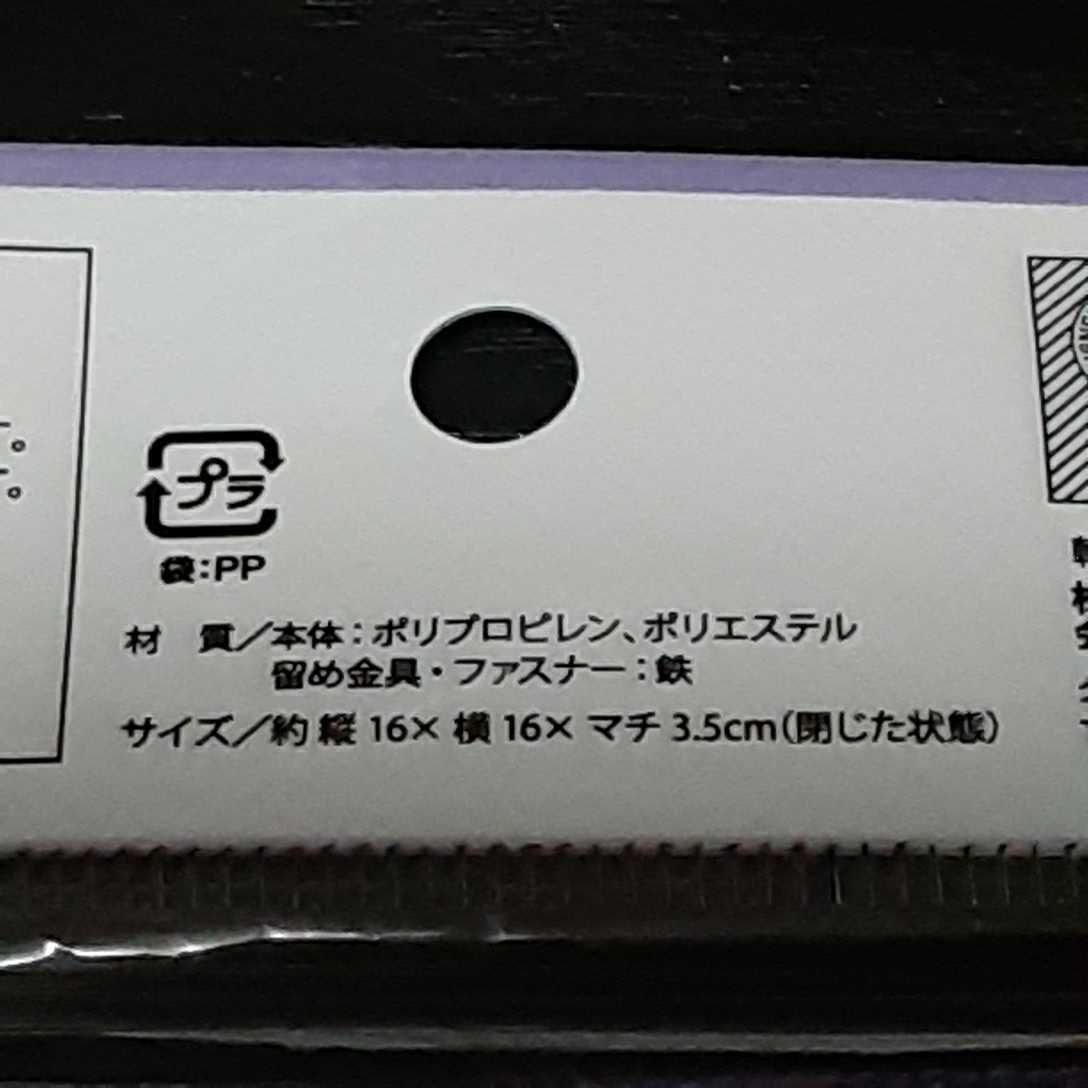 プラ
袋:PP
材　質／本体:ポリプロピレン、ポリエステル
留め金具・ファスナー:鉄
サイズ／約 縦 16× 横 16× マチ 3.5cm(閉じた状態)